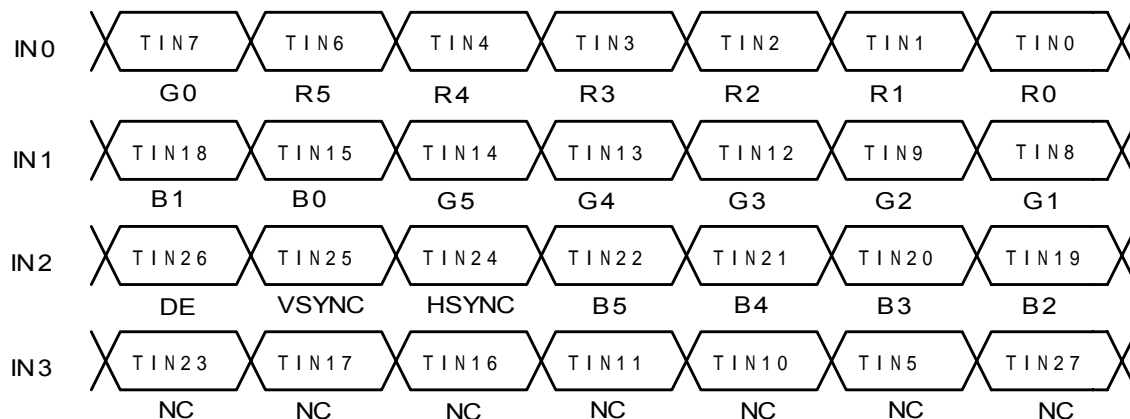 IN0 TIN7 TIN6 TIN4 TIN3 TIN2 TIN1 TIN0
G0 R5 R4 R3 R2 R1 R0
IN1 TIN18 TIN15 TIN14 TIN13 TIN12 TIN9 TIN8
B1 B0 G5 G4 G3 G2 G1
IN2 TIN26 TIN25 TIN24 TIN22 TIN21 TIN20 TIN19
DE VSYNC HSYNC B5 B4 B3 B2
IN3 TIN23 TIN17 TIN16 TIN11 TIN10 TIN5 TIN27
NC NC NC NC NC NC NC